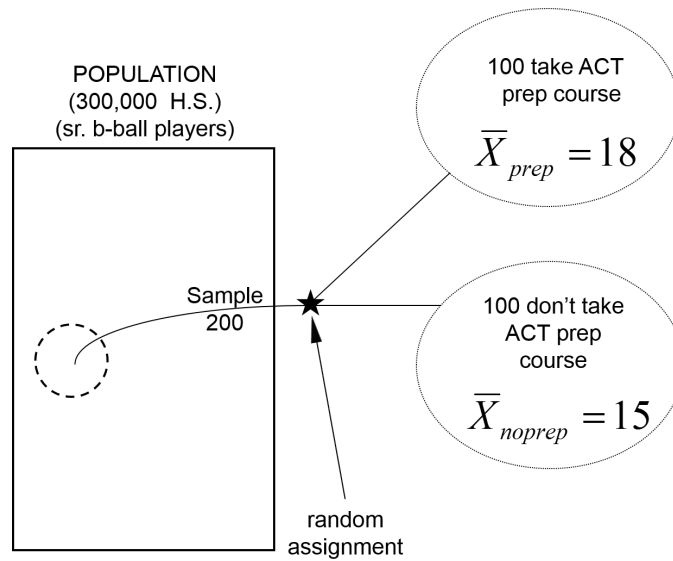 POPULATION
(300,000 H.S.)
(sr. b-ball players)
Sample
200
random
assignment
100 take ACT
prep course
X̅ prep = 18
100 don't take
ACT prep
course
X̅ noprep = 15